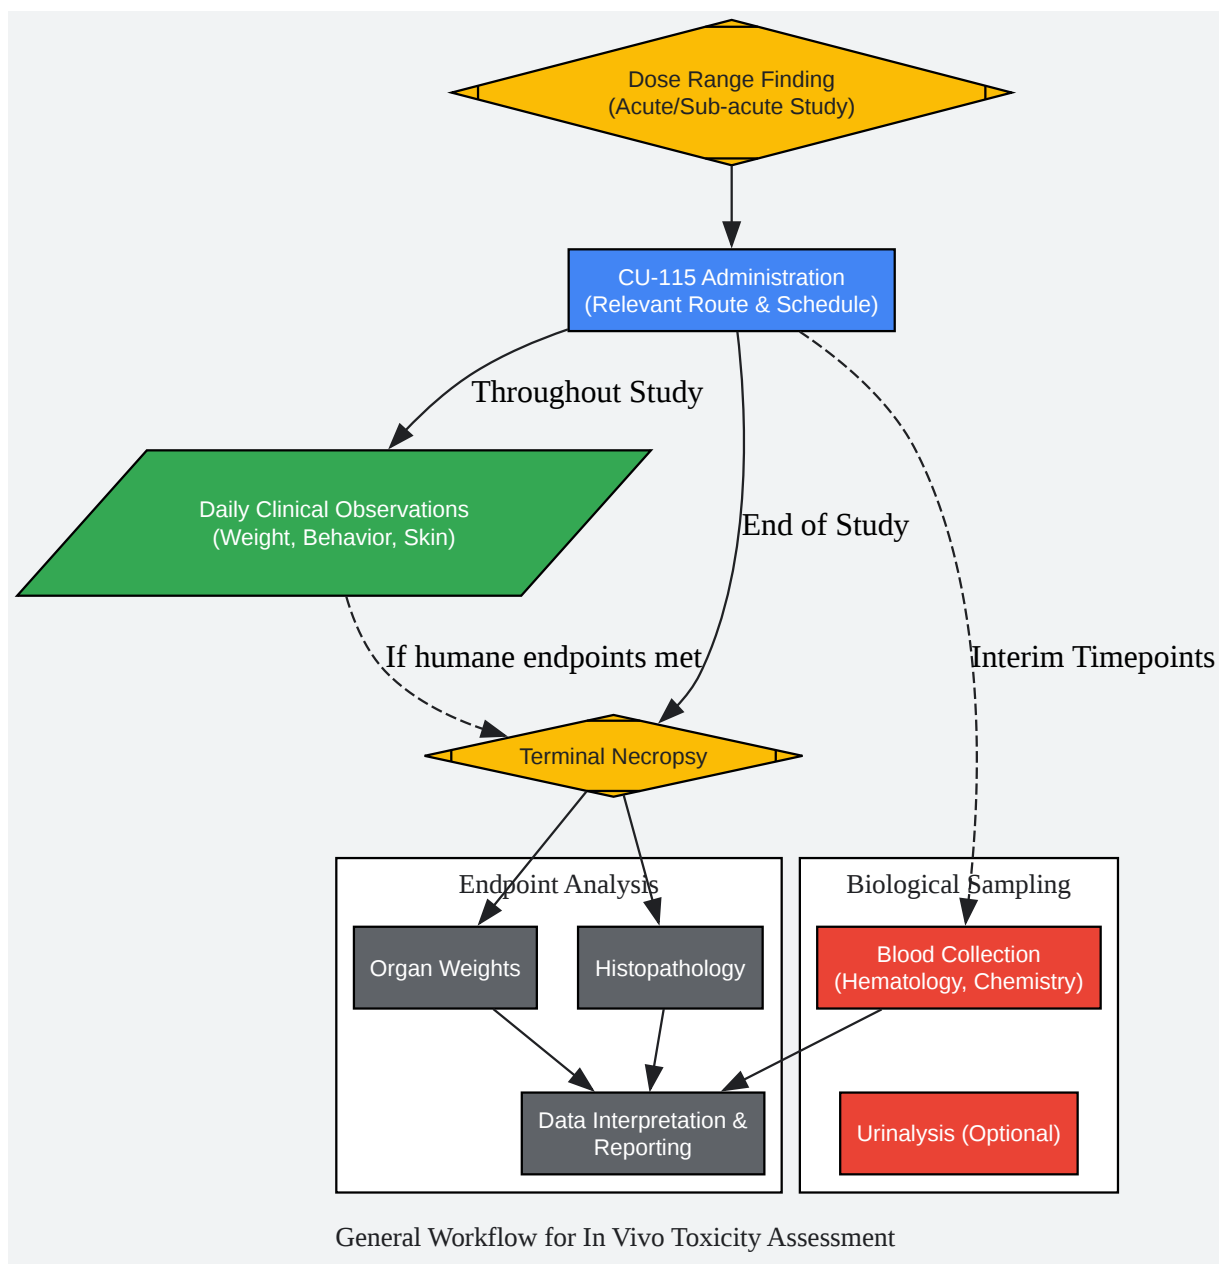 Dose Range Finding
(Acute/Sub-acute Study)
CU-115 Administration
(Relevant Route & Schedule)
Throughout Study
Daily Clinical Observations
(Weight, Behavior, Skin)
End of Study
If humane endpoints met
Interim Timepoints
Terminal Necropsy
Endpoint Analysis
Biological Sampling
Organ Weights
Histopathology
Blood Collection
(Hematology, Chemistry)
Data Interpretation &
Reporting
Urinalysis (Optional)
General Workflow for In Vivo Toxicity Assessment